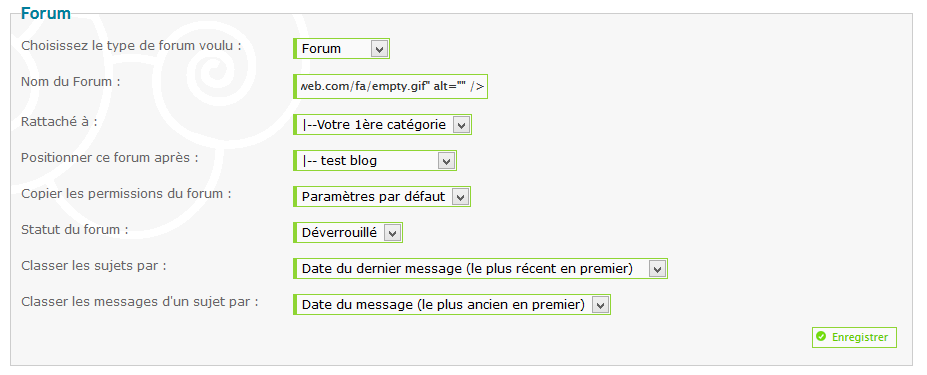 Forum
Choisissez le type de forum voulu : Forum
Nom du Forum : web.com/fa/empty.gif" alt="" />
Rattaché à : |--Votre 1ère catégorie
Positionner ce forum après : |-- test blog
Copier les permissions du forum : Paramètres par défaut
Statut du forum : Déverrouillé
Classer les sujets par : Date du dernier message (le plus récent en premier)
Classer les messages d'un sujet par : Date du message (le plus ancien en premier)
Enregistrer